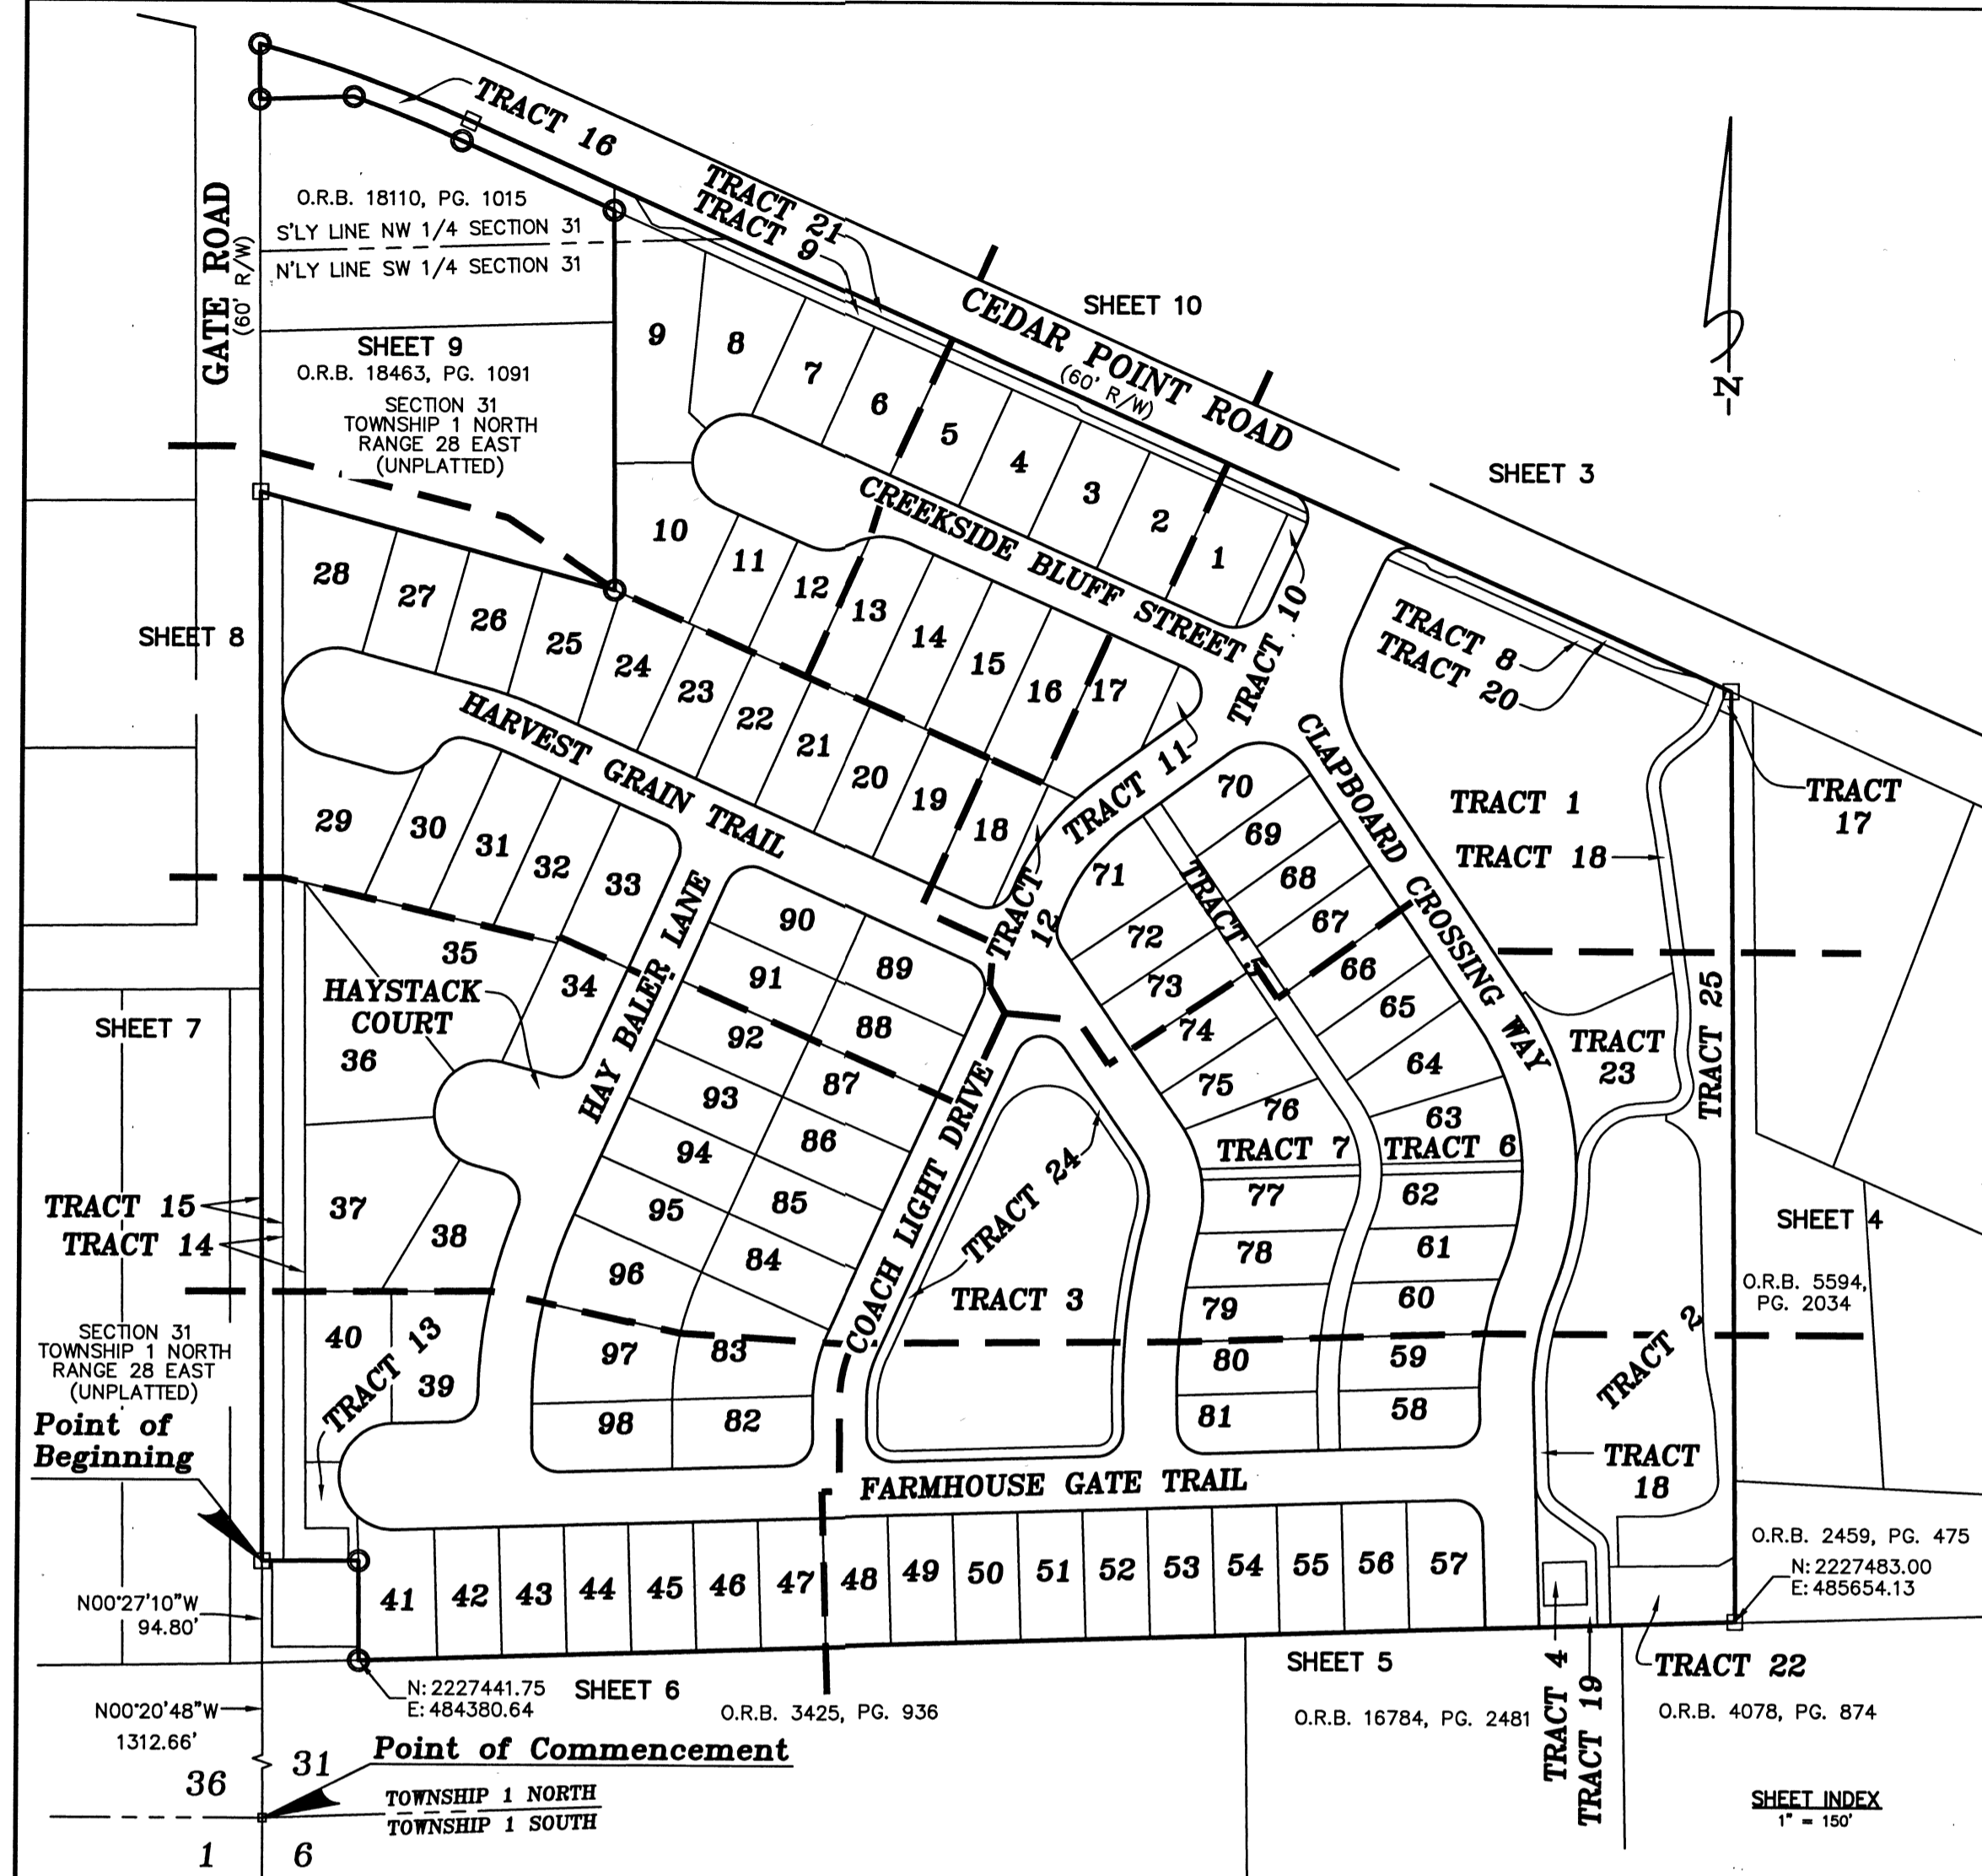 TRACT 16
TRACT 21
TRACT 9
O.R.B. 18110, PG. 1015
S'LY LINE NW 1/4 SECTION 31
N'LY LINE SW 1/4 SECTION 31
GATE ROAD
(60' R/W)
SHEET 9
O.R.B. 18463, PG. 1091
SECTION 31
TOWNSHIP 1 NORTH
RANGE 28 EAST
(UNPLATTED)
SHEET 10
CEDAR POINT ROAD
(60' R/W)
SHEET 3
N
9
8
7
6
5
4
3
2
1
CREEKSIDE BLUFF STREET
TRACT 10
10
11
12
13
14
15
16
17
TRACT 8
TRACT 20
SHEET 8
28
27
26
25
24
23
22
21
20
19
18
HARVEST GRAIN TRAIL
TRACT 11
TRACT
12
CLAPBOARD CROSSING WAY
TRACT 1
TRACT 18
TRACT
17
29
30
31
32
33
70
69
68
67
66
65
64
63
71
72
73
74
75
76
TRACT 5
35
34
HAYSTACK
COURT
36
HAY BALER LANE
90
89
91
88
92
87
93
86
94
85
95
84
96
TRACT
23
TRACT 25
SHEET 7
COACH LIGHT DRIVE
TRACT 24
TRACT 7
TRACT 6
77
62
78
61
79
60
80
59
81
58
TRACT 15
TRACT 14
37
38
TRACT 3
SHEET 4
O.R.B. 5594,
PG. 2034
TRACT 2
SECTION 31
TOWNSHIP 1 NORTH
RANGE 28 EAST
(UNPLATTED)
40
TRACT 13
39
97
83
98
82
Point of
Beginning
TRACT
18
FARMHOUSE GATE TRAIL
41
42
43
44
45
46
47
48
49
50
51
52
53
54
55
56
57
O.R.B. 2459, PG. 475
N: 2227483.00
E: 485654.13
N00°27'10"W
94.80'
N: 2227441.75
E: 484380.64
SHEET 6
O.R.B. 3425, PG. 936
SHEET 5
O.R.B. 16784, PG. 2481
TRACT 4
TRACT 19
TRACT 22
O.R.B. 4078, PG. 874
N00°20'48"W
1312.66'
Point of Commencement
36
31
TOWNSHIP 1 NORTH
TOWNSHIP 1 SOUTH
1
6
SHEET INDEX
1" = 150'